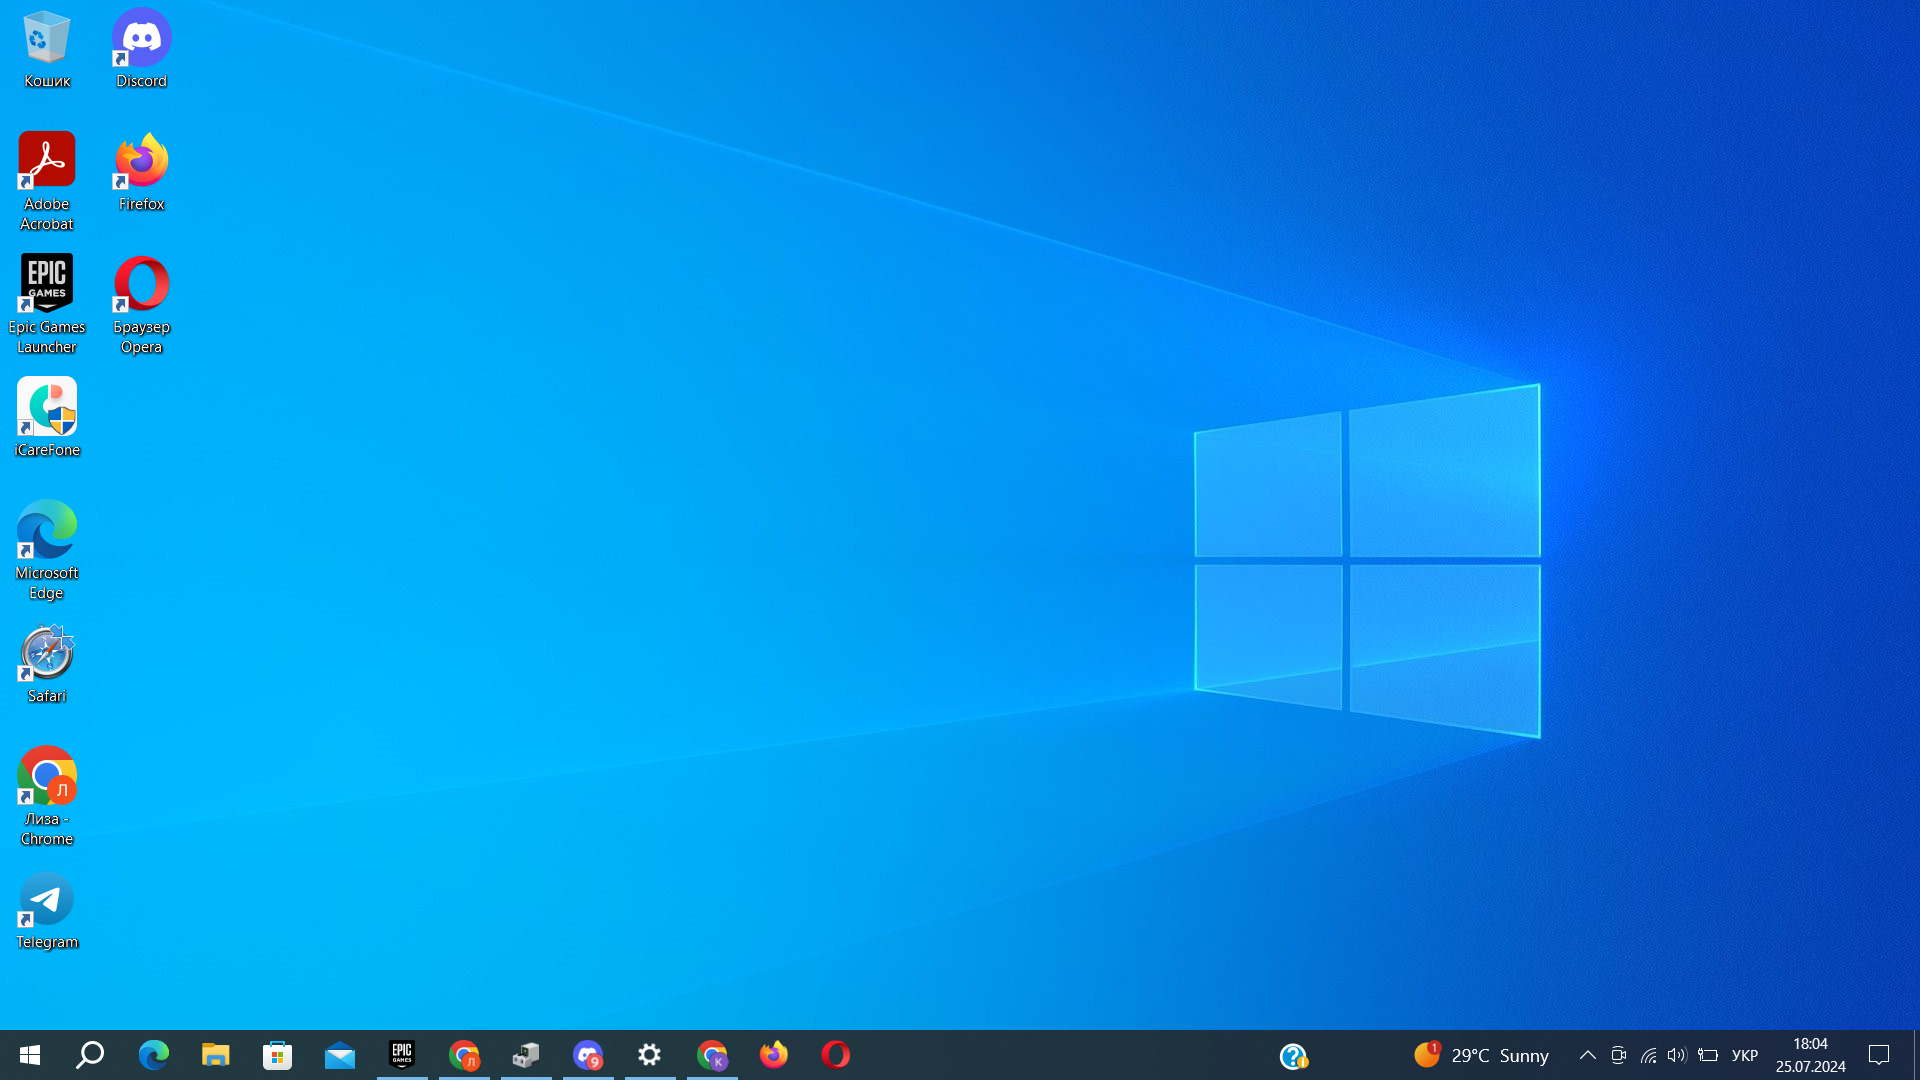 Кошик
Discord
Adobe
Acrobat
Firefox
EPIC
GAMES
Epic Games
Launcher
Браузер
Opera
iCareFone
Microsoft
Edge
Safari
Л
Лиза -
Chrome
Telegram
EPIC
GAMES
Л
9
K
1
29°C Sunny
УКР
18:04
25.07.2024